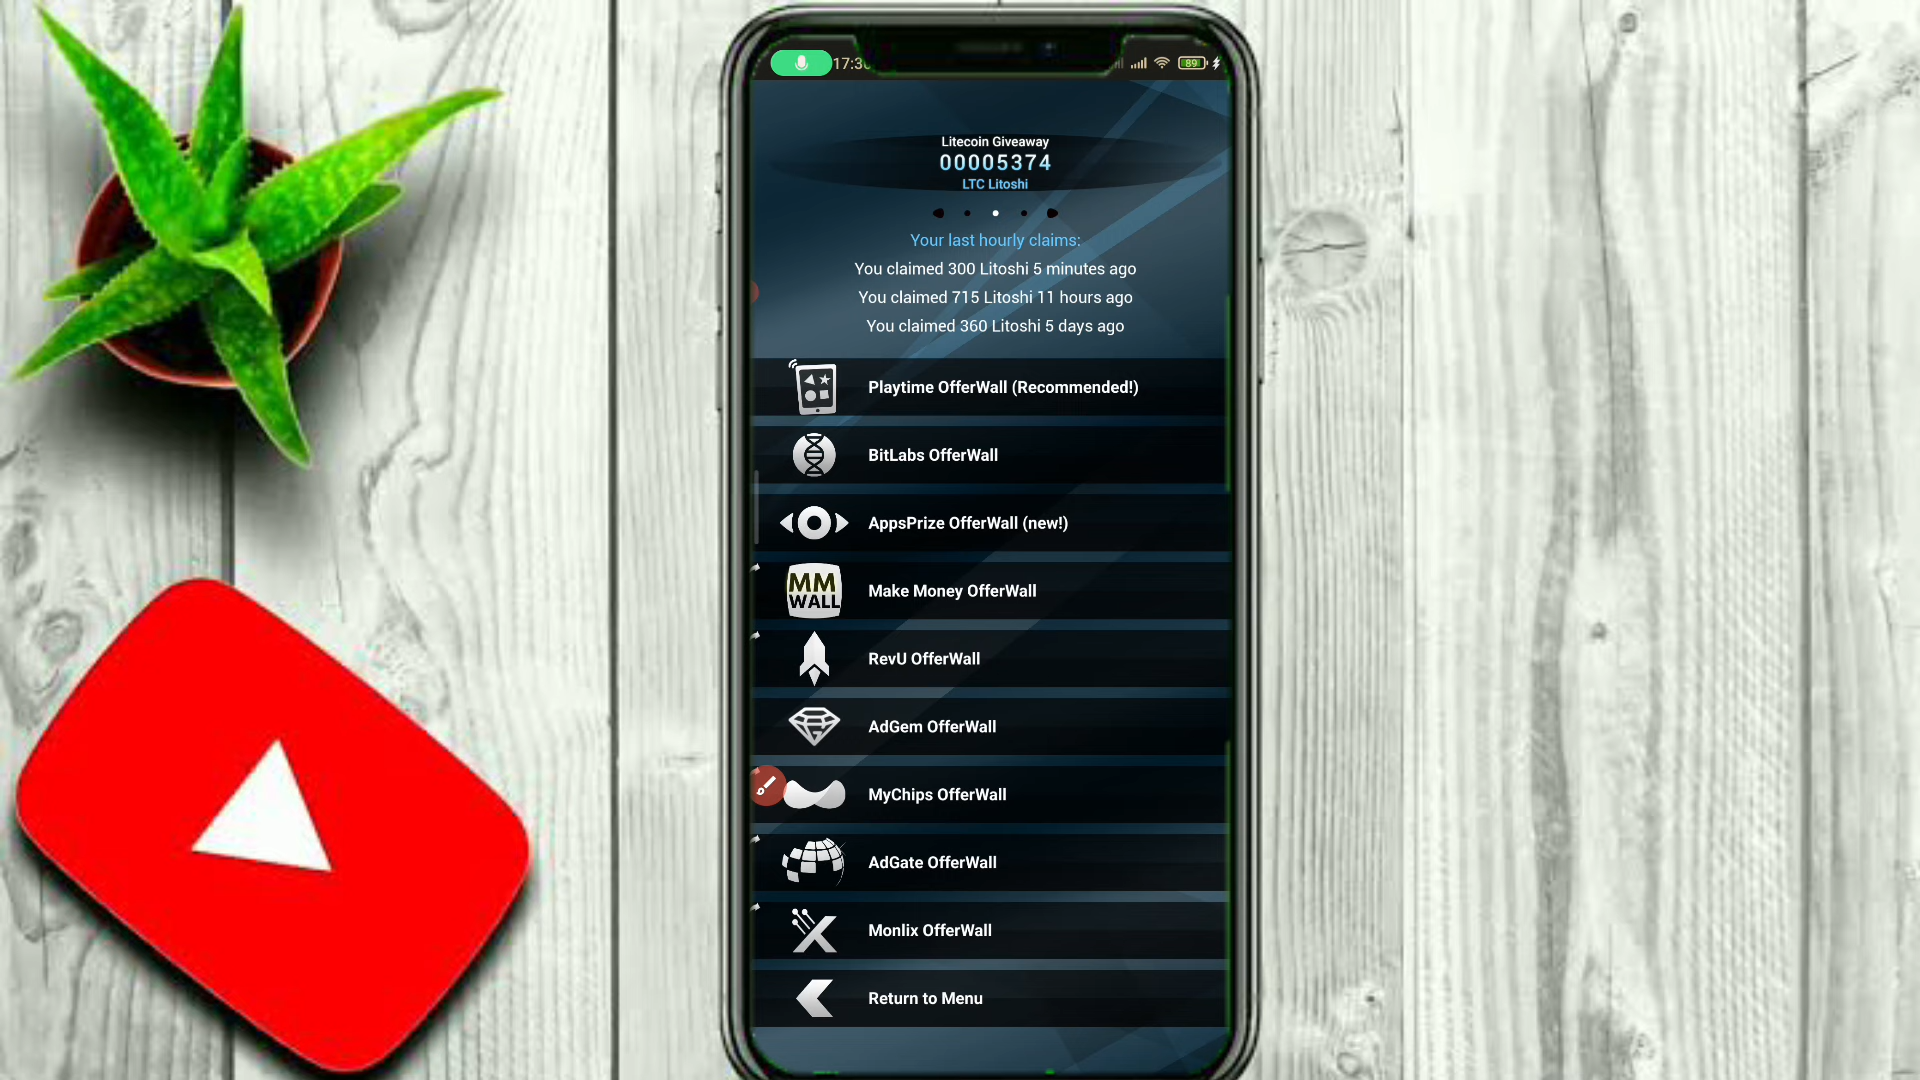 17:30
89
Litecoin Giveaway
00005374
LTC Litoshi
Your last hourly claims:
You claimed 300 Litoshi 5 minutes ago
You claimed 715 Litoshi 11 hours ago
You claimed 360 Litoshi 5 days ago
Playtime OfferWall (Recommended!)
BitLabs OfferWall
AppsPrize OfferWall (new!)
MM
WALL
Make Money OfferWall
RevU OfferWall
AdGem OfferWall
MyChips OfferWall
AdGate OfferWall
Monlix OfferWall
Return to Menu